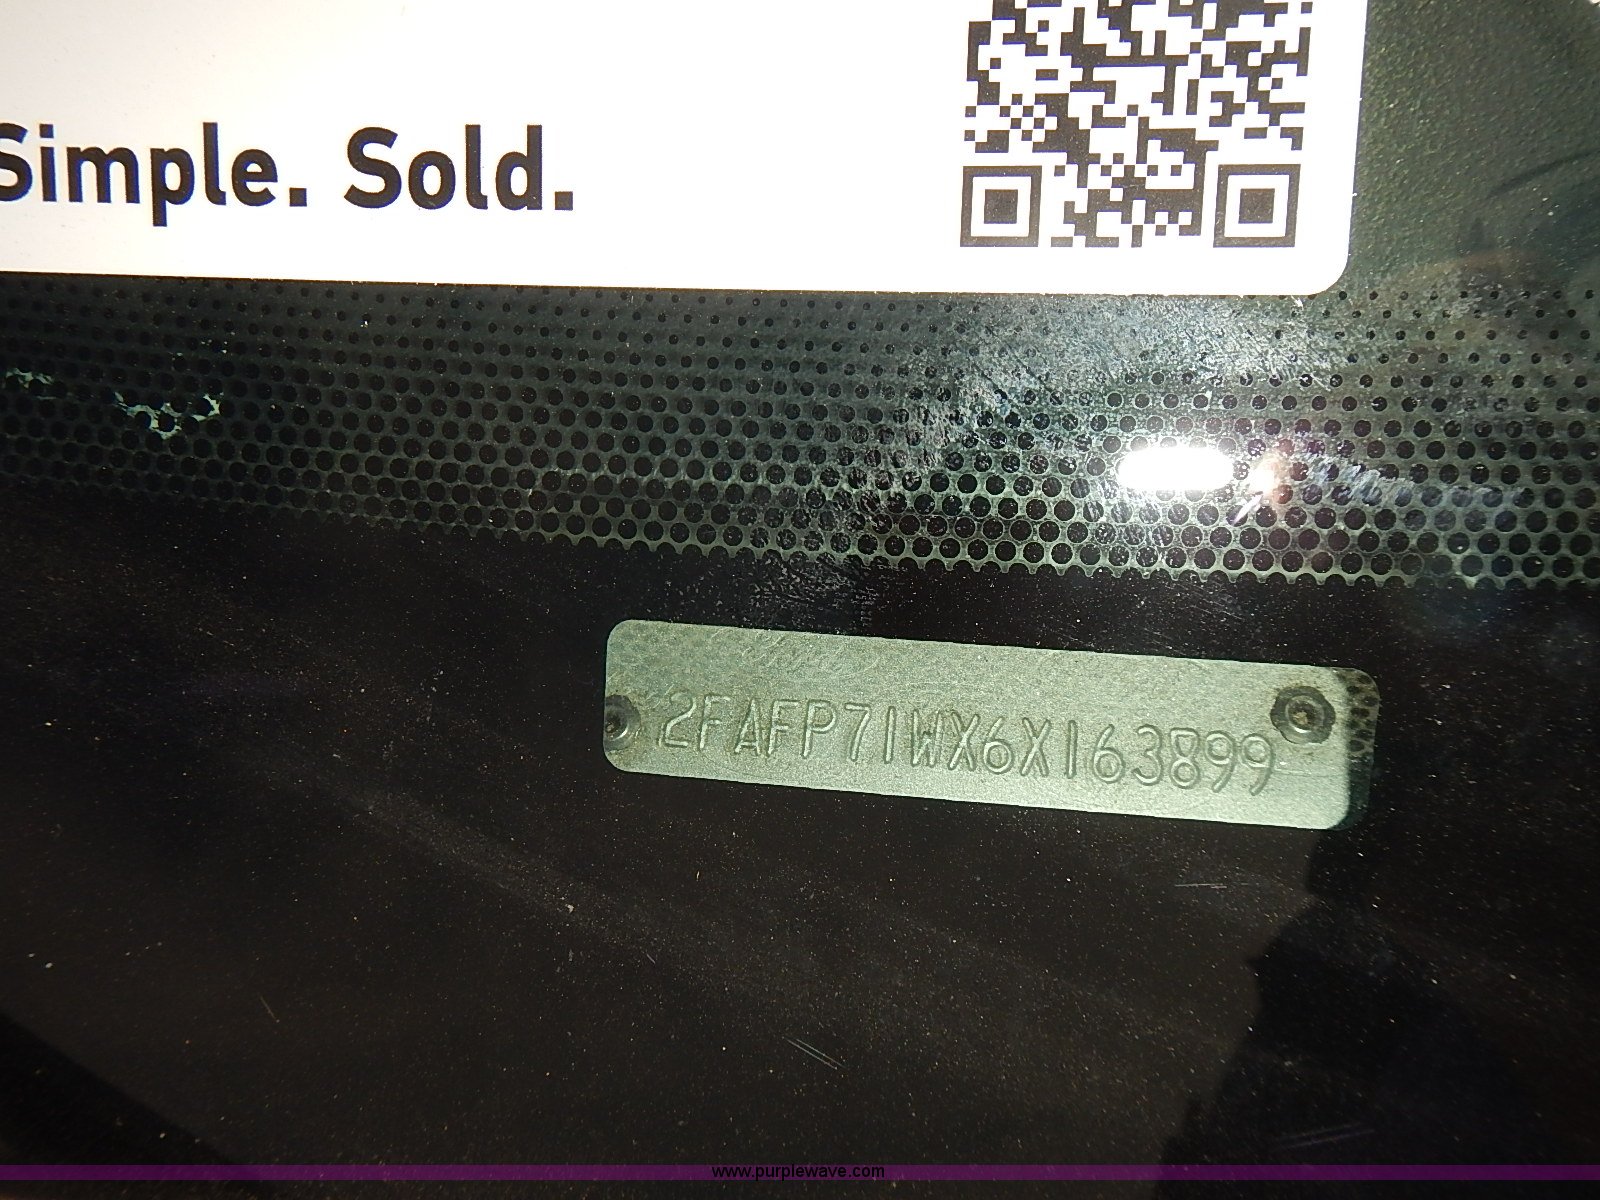 Simple. Sold.
2FAFP71WX6X163899
www.purplewave.com